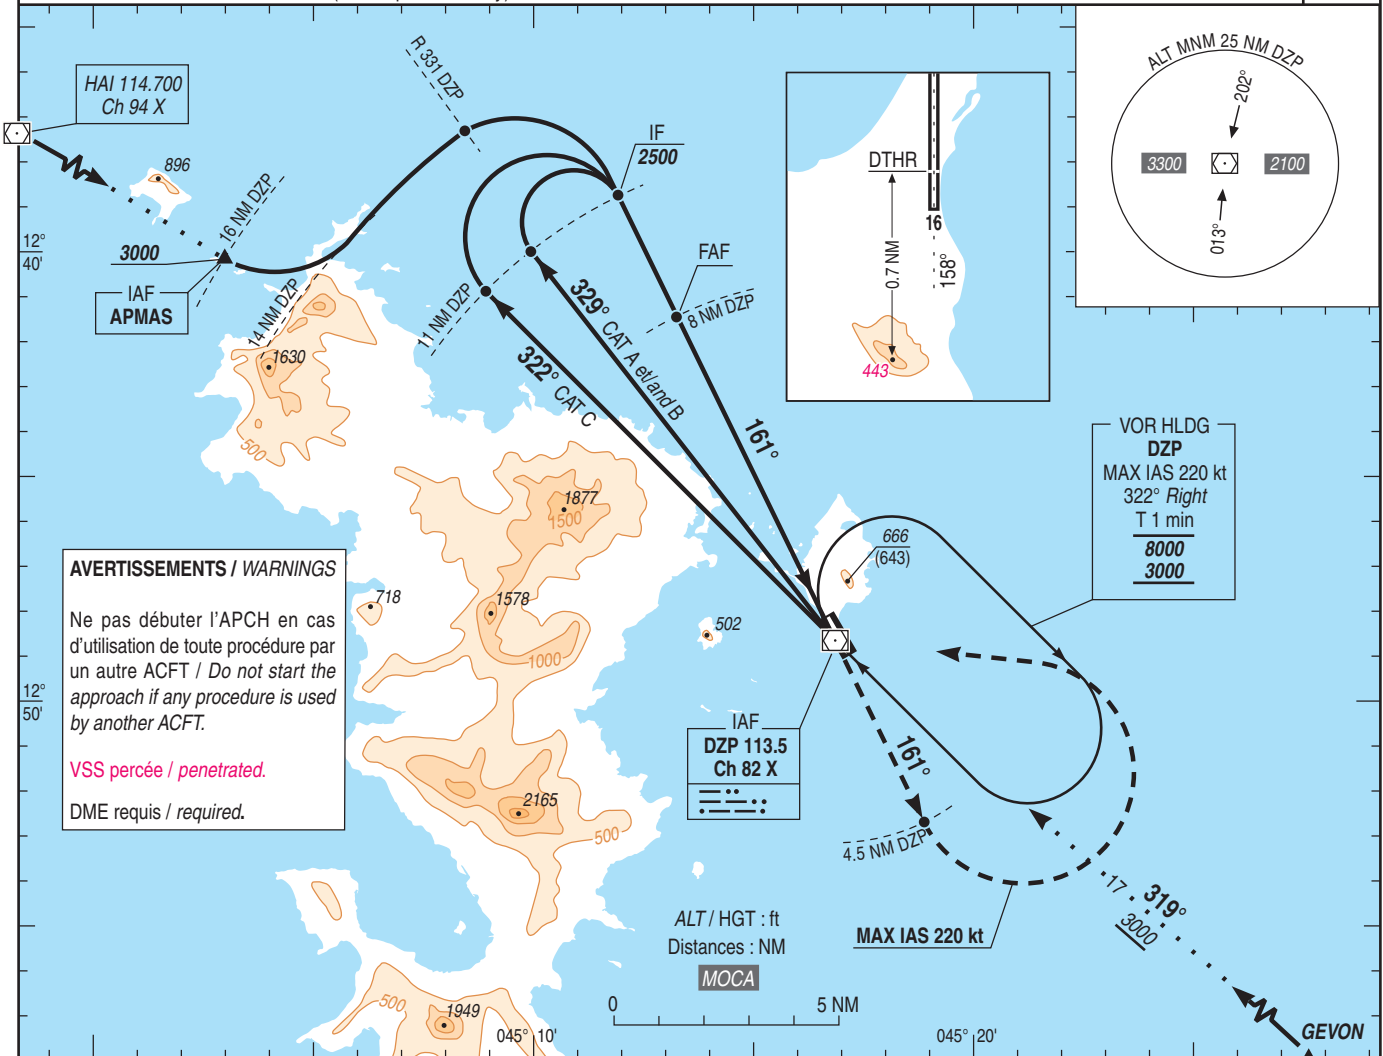 HAI 114.700
Ch 94 X
896
R 331 DZP
IF
2500
16 NM DZP
3000
IAF
APMAS
14 NM DZP
1630
12°
40'
11 NM DZP
329° CAT A et/and B
322° CAT C
FAF
8 NM DZP
161°
DTHR
16
0.7 NM
158°
443
ALT MNM 25 NM DZP
202°
3300
2100
013°
VOR HLDG
DZP
MAX IAS 220 kt
322° Right
T 1 min
8000
3000
500
1877
1500
666
(643)
AVERTISSEMENTS / WARNINGS
Ne pas débuter l'APCH en cas
d'utilisation de toute procédure par
un autre ACFT / Do not start the
approach if any procedure is used
by another ACFT.
VSS percée / penetrated.
DME requis / required.
718
1578
502
1000
12°
50'
IAF
DZP 113.5
Ch 82 X
161°
2165
500
4.5 NM DZP
MAX IAS 220 kt
17
319°
3000
ALT / HGT : ft
Distances : NM
MOCA
0 5 NM
500
1949
045° 10'
045° 20'
GEVON